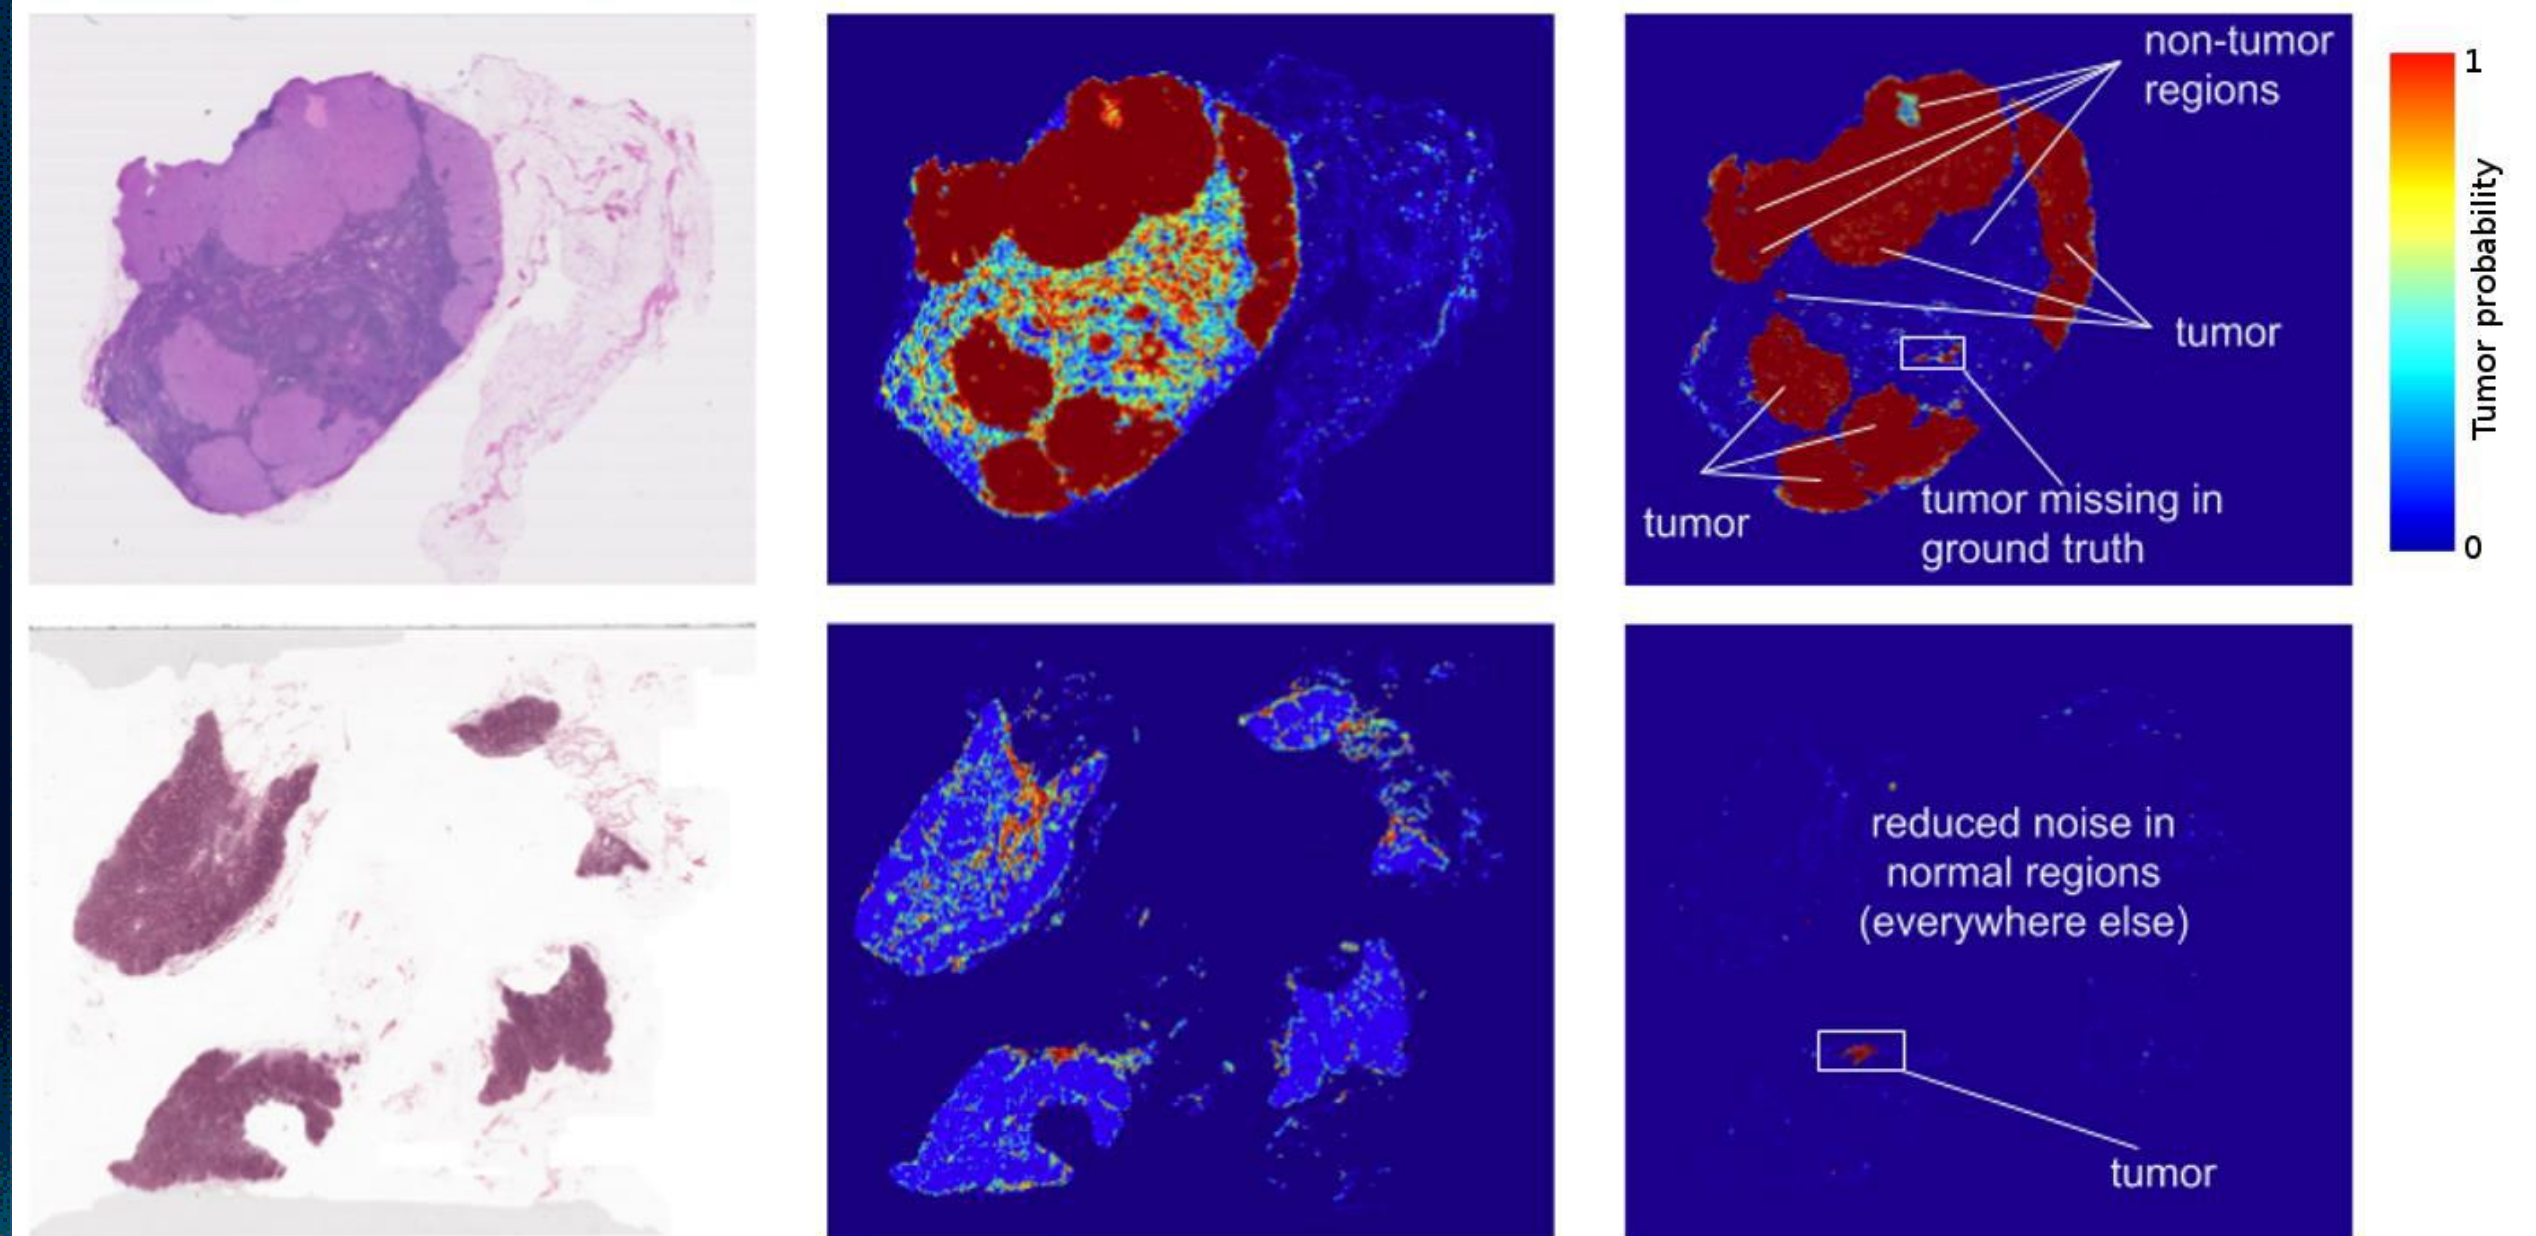 non-tumor
regions
tumor
tumor
tumor missing in
ground truth
1
Tumor probability
0
reduced noise in
normal regions
(everywhere else)
tumor